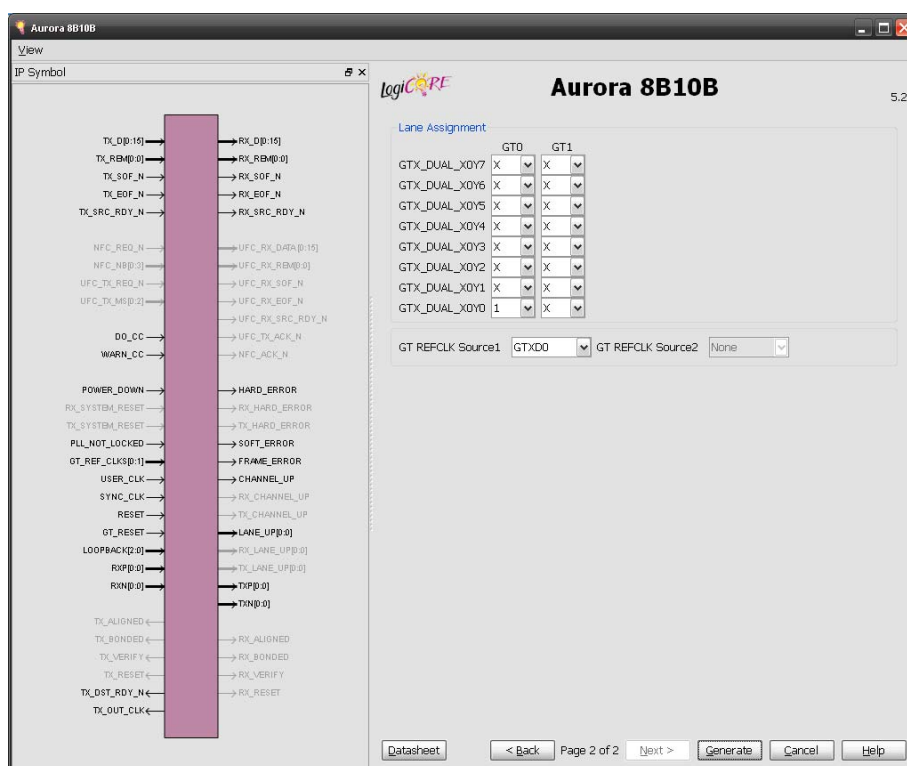 Aurora 8B10B
View
IP Symbol
TX_D[0:15]
TX_REM[0:0]
TX_SOF_N
TX_EOF_N
TX_SRC_RDY_N
NFC_REQ_N
NFC_NB[0:3]
UFC_TX_REQ_N
UFC_TX_MS[0:2]
DO_CC
WARN_CC
POWER_DOWN
RX_SYSTEM_RESET
TX_SYSTEM_RESET
PLL_NOT_LOCKED
GT_REF_CLKS[0:1]
USER_CLK
SYNC_CLK
RESET
GT_RESET
LOOPBACK[2:0]
RXP[0:0]
RXN[0:0]
TX_ALIGNED
TX_BONDED
TX_VERIFY
TX_RESET
TX_DST_RDY_N
TX_OUT_CLK
RX_D[0:15]
RX_REM[0:0]
RX_SOF_N
RX_EOF_N
RX_SRC_RDY_N
UFC_RX_DATA[0:15]
UFC_RX_REM[0:0]
UFC_RX_SOF_N
UFC_RX_EOF_N
UFC_RX_SRC_RDY_N
UFC_TX_ACK_N
NFC_ACK_N
HARD_ERROR
RX_HARD_ERROR
TX_HARD_ERROR
SOFT_ERROR
FRAME_ERROR
CHANNEL_UP
RX_CHANNEL_UP
TX_CHANNEL_UP
LANE_UP[0:0]
RX_LANE_UP[0:0]
TX_LANE_UP[0:0]
TXP[0:0]
TXN[0:0]
RX_ALIGNED
RX_BONDED
RX_VERIFY
RX_RESET
LogiCORE
Aurora 8B10B
5.2
Lane Assignment
GT0 GT1
GTX_DUAL_X0Y7 X X
GTX_DUAL_X0Y6 X X
GTX_DUAL_X0Y5 X X
GTX_DUAL_X0Y4 X X
GTX_DUAL_X0Y3 X X
GTX_DUAL_X0Y2 X X
GTX_DUAL_X0Y1 X X
GTX_DUAL_X0Y0 1 X
GT REFCLK Source1 GTXD0 GT REFCLK Source2 None
Datasheet < Back Page 2 of 2 Next > Generate Cancel Help